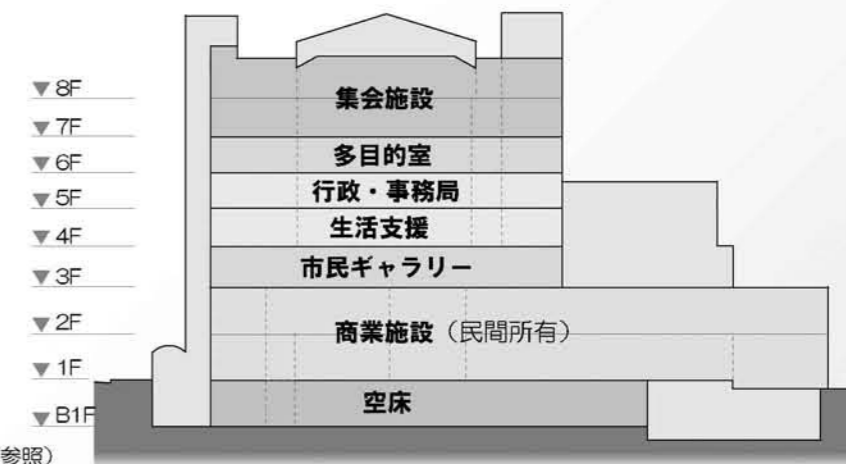 ▼8F
集会施設
▼7F
▼6F
多目的室
行政・事務局
▼5F
生活支援
▼4F
市民ギャラリー
▼3F
▼2F
商業施設（民間所有）
▼1F
空床
▼B1F
参照）